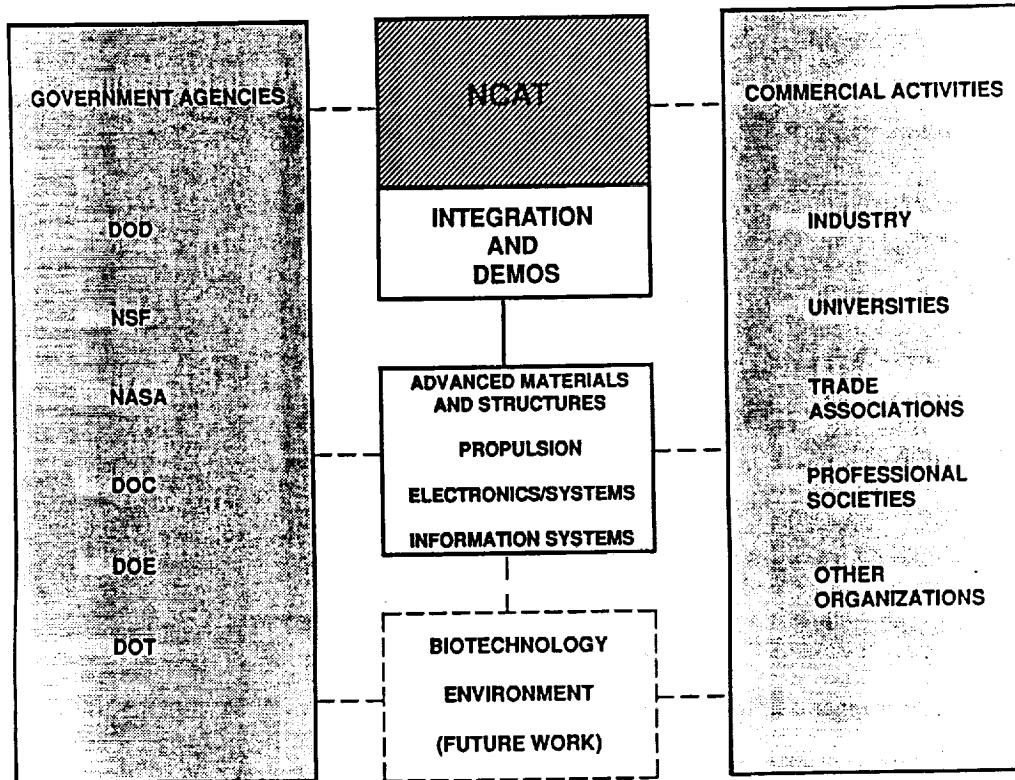 GOVERNMENT AGENCIES
DOD
NSF
NASA
DOC
DOE
DOT
NCAT
INTEGRATION
AND
DEMOS
ADVANCED MATERIALS
AND STRUCTURES
PROPULSION
ELECTRONICS/SYSTEMS
INFORMATION SYSTEMS
BIOTECHNOLOGY
ENVIRONMENT
(FUTURE WORK)
COMMERCIAL ACTIVITIES
INDUSTRY
UNIVERSITIES
TRADE
ASSOCIATIONS
PROFESSIONAL
SOCIETIES
OTHER
ORGANIZATIONS